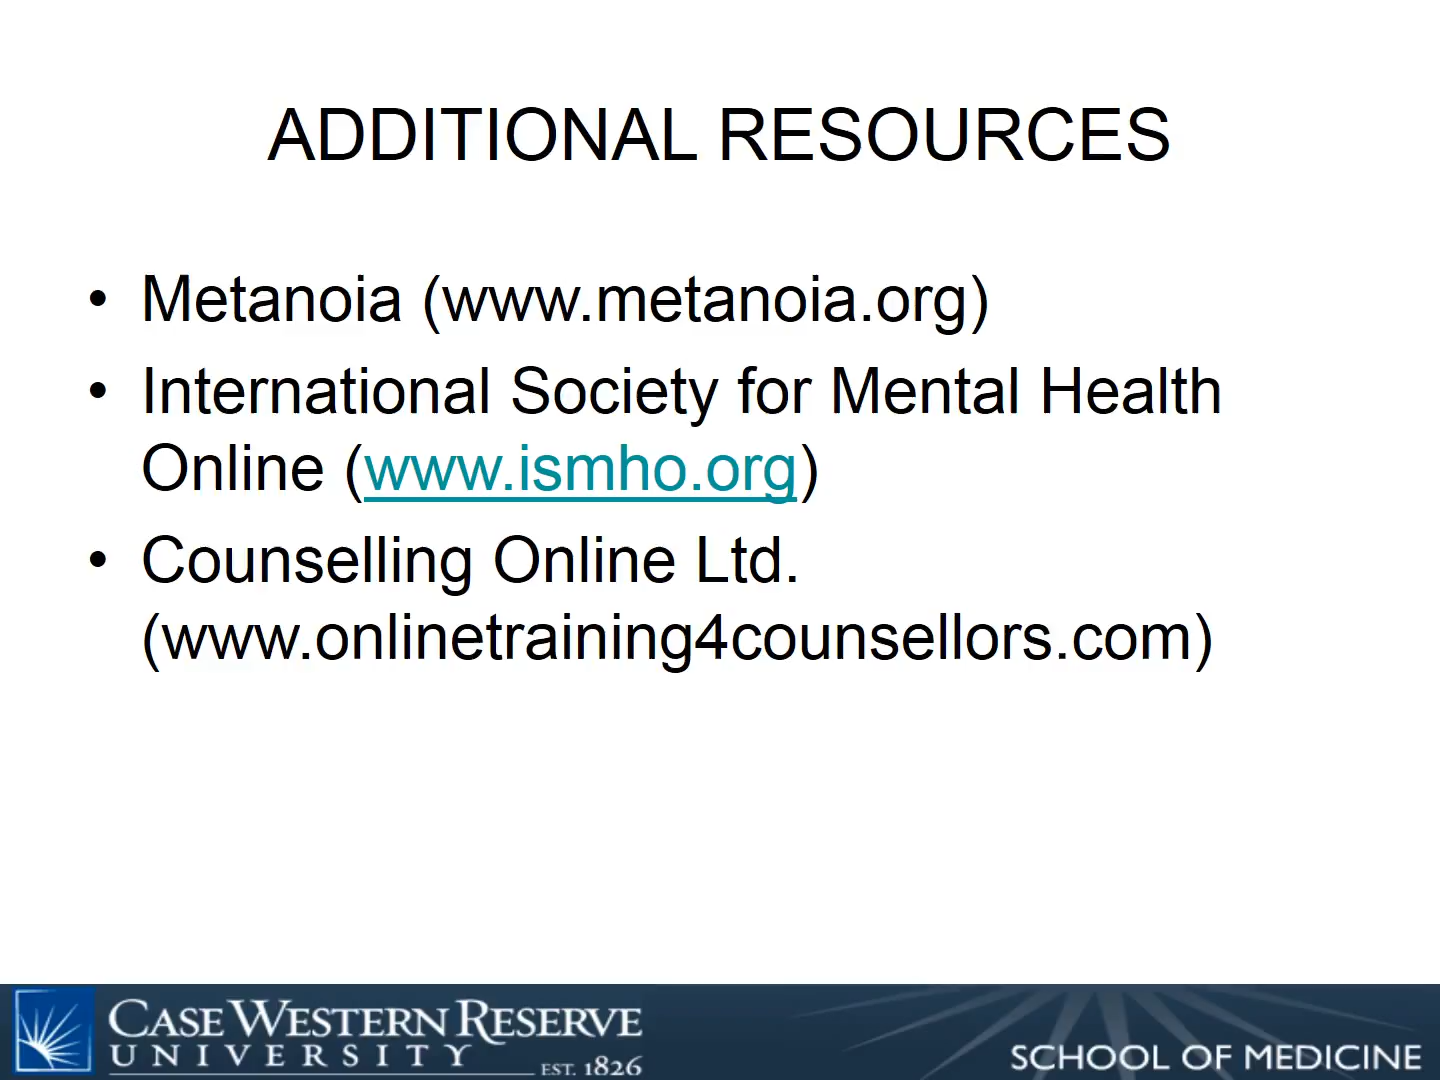 ADDITIONAL RESOURCES
• Metanoia (www.metanoia.org)
• International Society for Mental Health
Online (www.ismho.org)
• Counselling Online Ltd.
(www.onlinetraining4counsellors.com)
CASE WESTERN RESERVE
UNIVERSITY
EST. 1826
SCHOOL OF MEDICINE